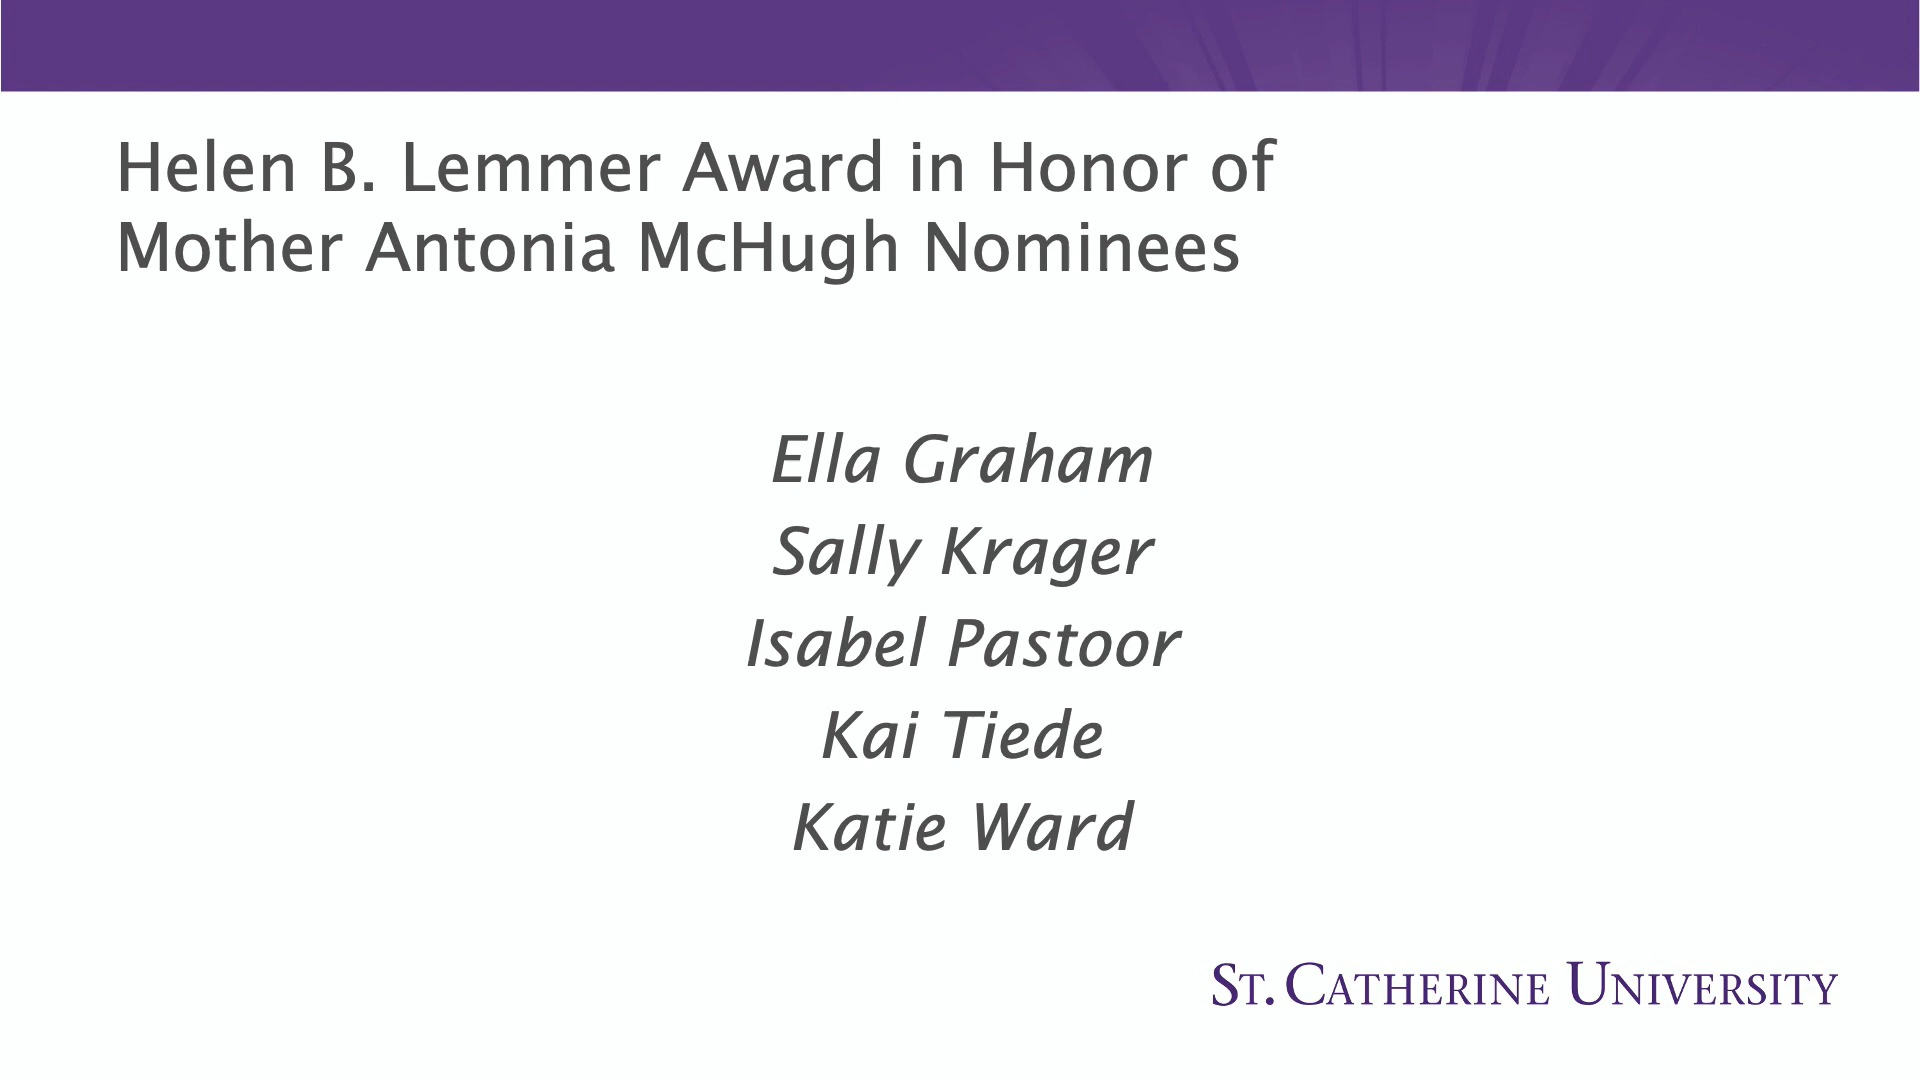 Helen B. Lemmer Award in Honor of
Mother Antonia McHugh Nominees
Ella Graham
Sally Krager
Isabel Pastoor
Kai Tiede
Katie Ward
St. Catherine University